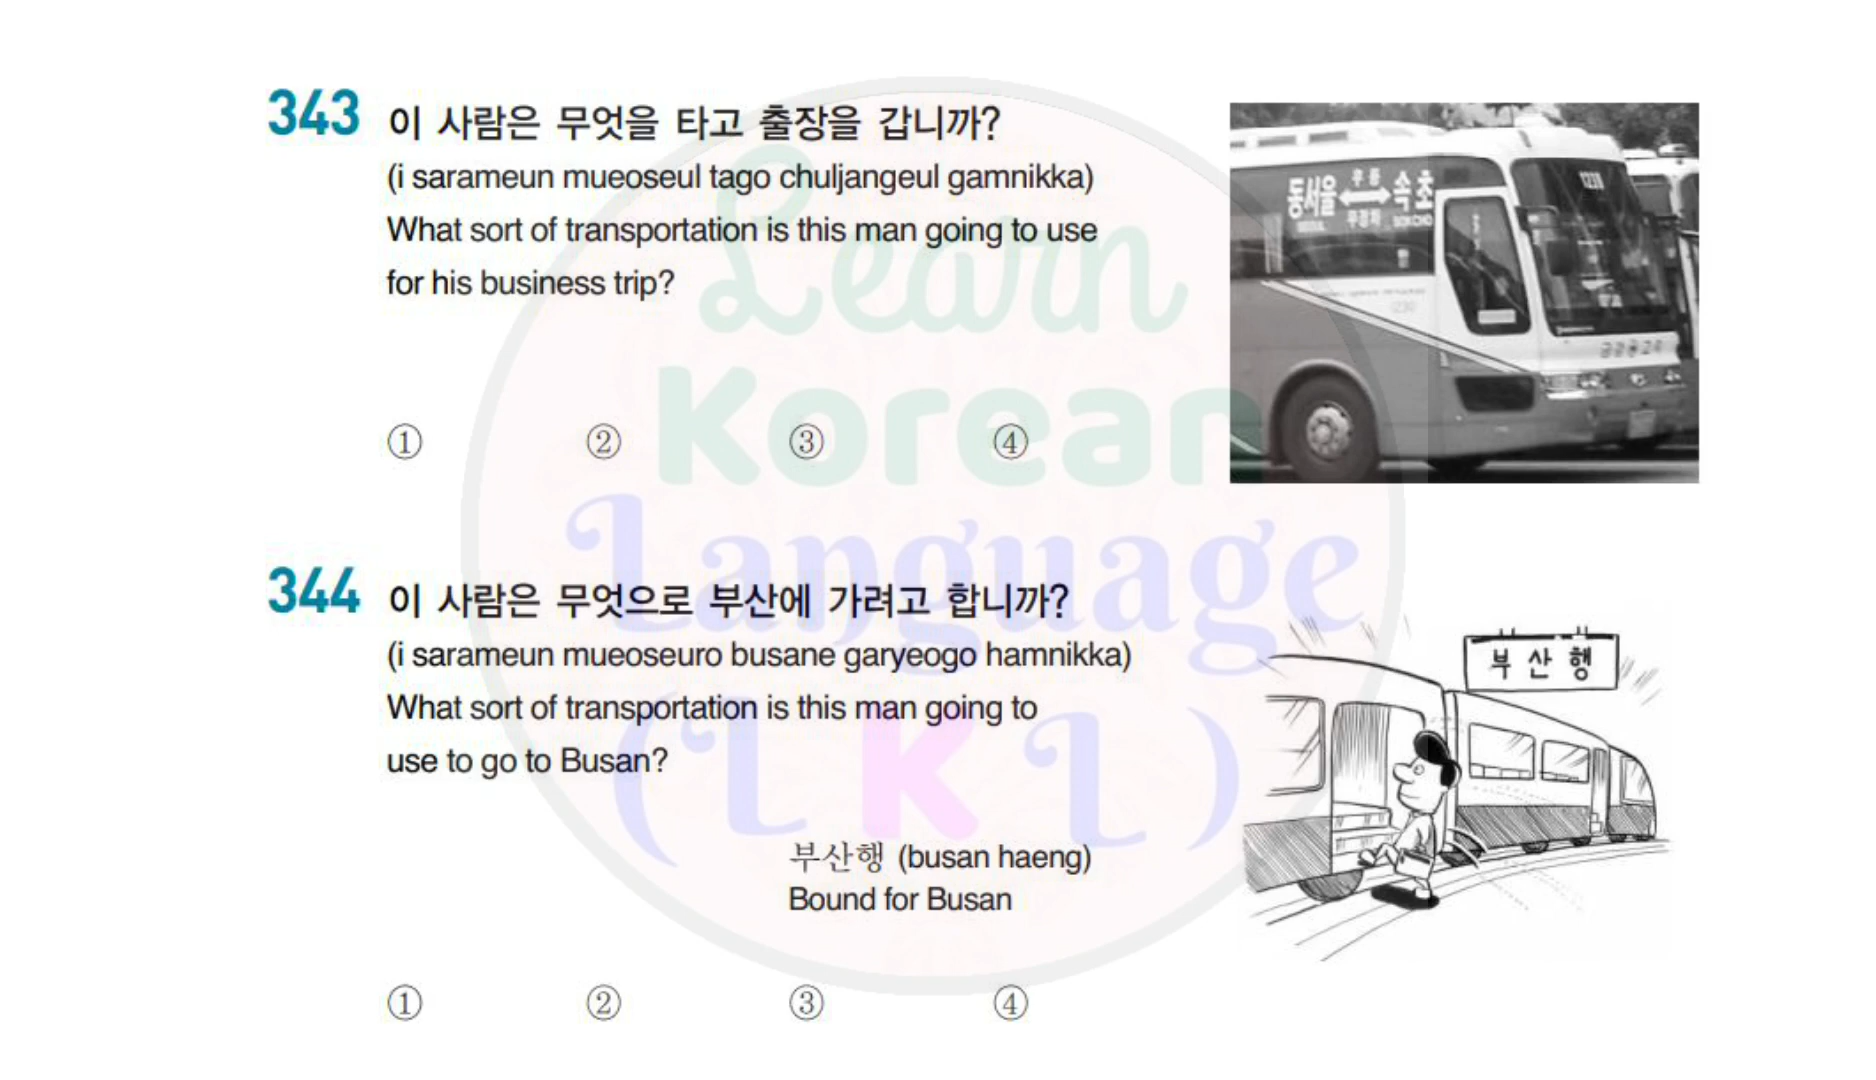 343 이 사람은 무엇을 타고 출장을 갑니까?
(i sarameun mueoseul tago chuljangeul gamnikka)
What sort of transportation is this man going to use
for his business trip?
동서울 우등 속초
SOKCHO
① ② ③ ④
344 이 사람은 무엇으로 부산에 가려고 합니까?
(i sarameun mueoseuro busane garyeogo hamnikka)
What sort of transportation is this man going to
use to go to Busan?
부산행
부산행 (busan haeng)
Bound for Busan
① ② ③ ④
Learn
Korean
Language
(LKL)